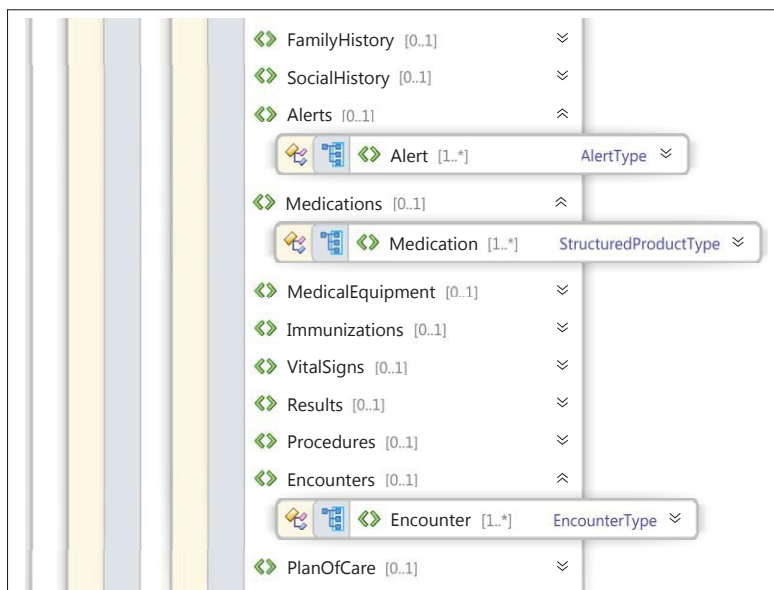 FamilyHistory [0..1]
SocialHistory [0..1]
Alerts [0..1]
Alert [1..*] AlertType
Medications [0..1]
Medication [1..*] StructuredProductType
MedicalEquipment [0..1]
Immunizations [0..1]
VitalSigns [0..1]
Results [0..1]
Procedures [0..1]
Encounters [0..1]
Encounter [1..*] EncounterType
PlanOfCare [0..1]